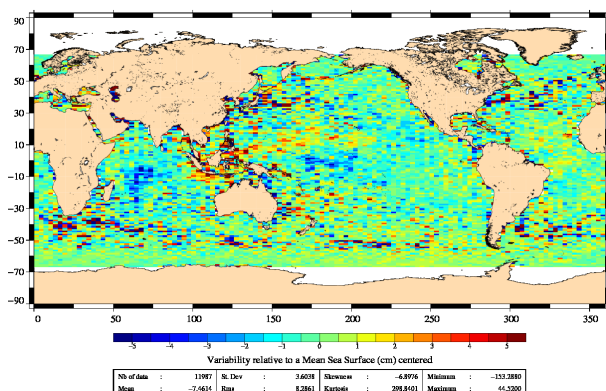 90
70
50
30
10
−10
−30
−50
−70
−90
0 50 100 150 200 250 300 350
−5 −4 −3 −2 −1 0 1 2 3 4 5
Variability relative to a Mean Sea Surface (cm) centered
Nb of data : 11987 St. Dev : 3.6038 Skewness : −6.8976 Minimum : −153.2880
Mean : −7.4614 Rms : 8.2861 Kurtosis : 298.8401 Maximum : 44.5200